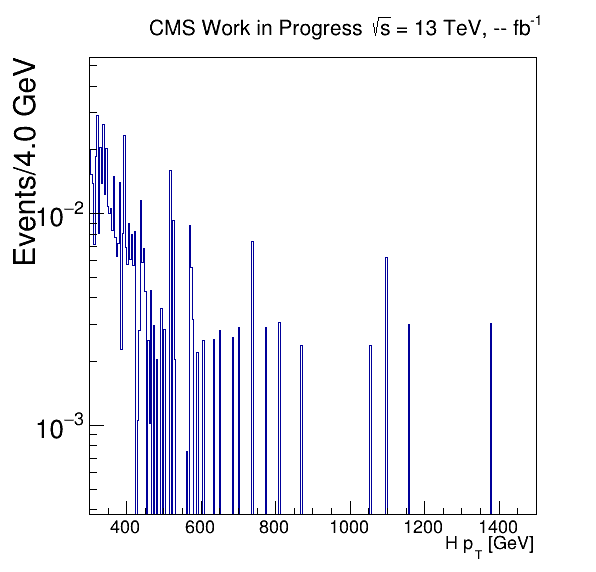 CMS Work in Progress √s = 13 TeV, -- fb⁻¹
Events/4.0 GeV
10⁻²
10⁻³
400 600 800 1000 1200 1400
H p_T [GeV]